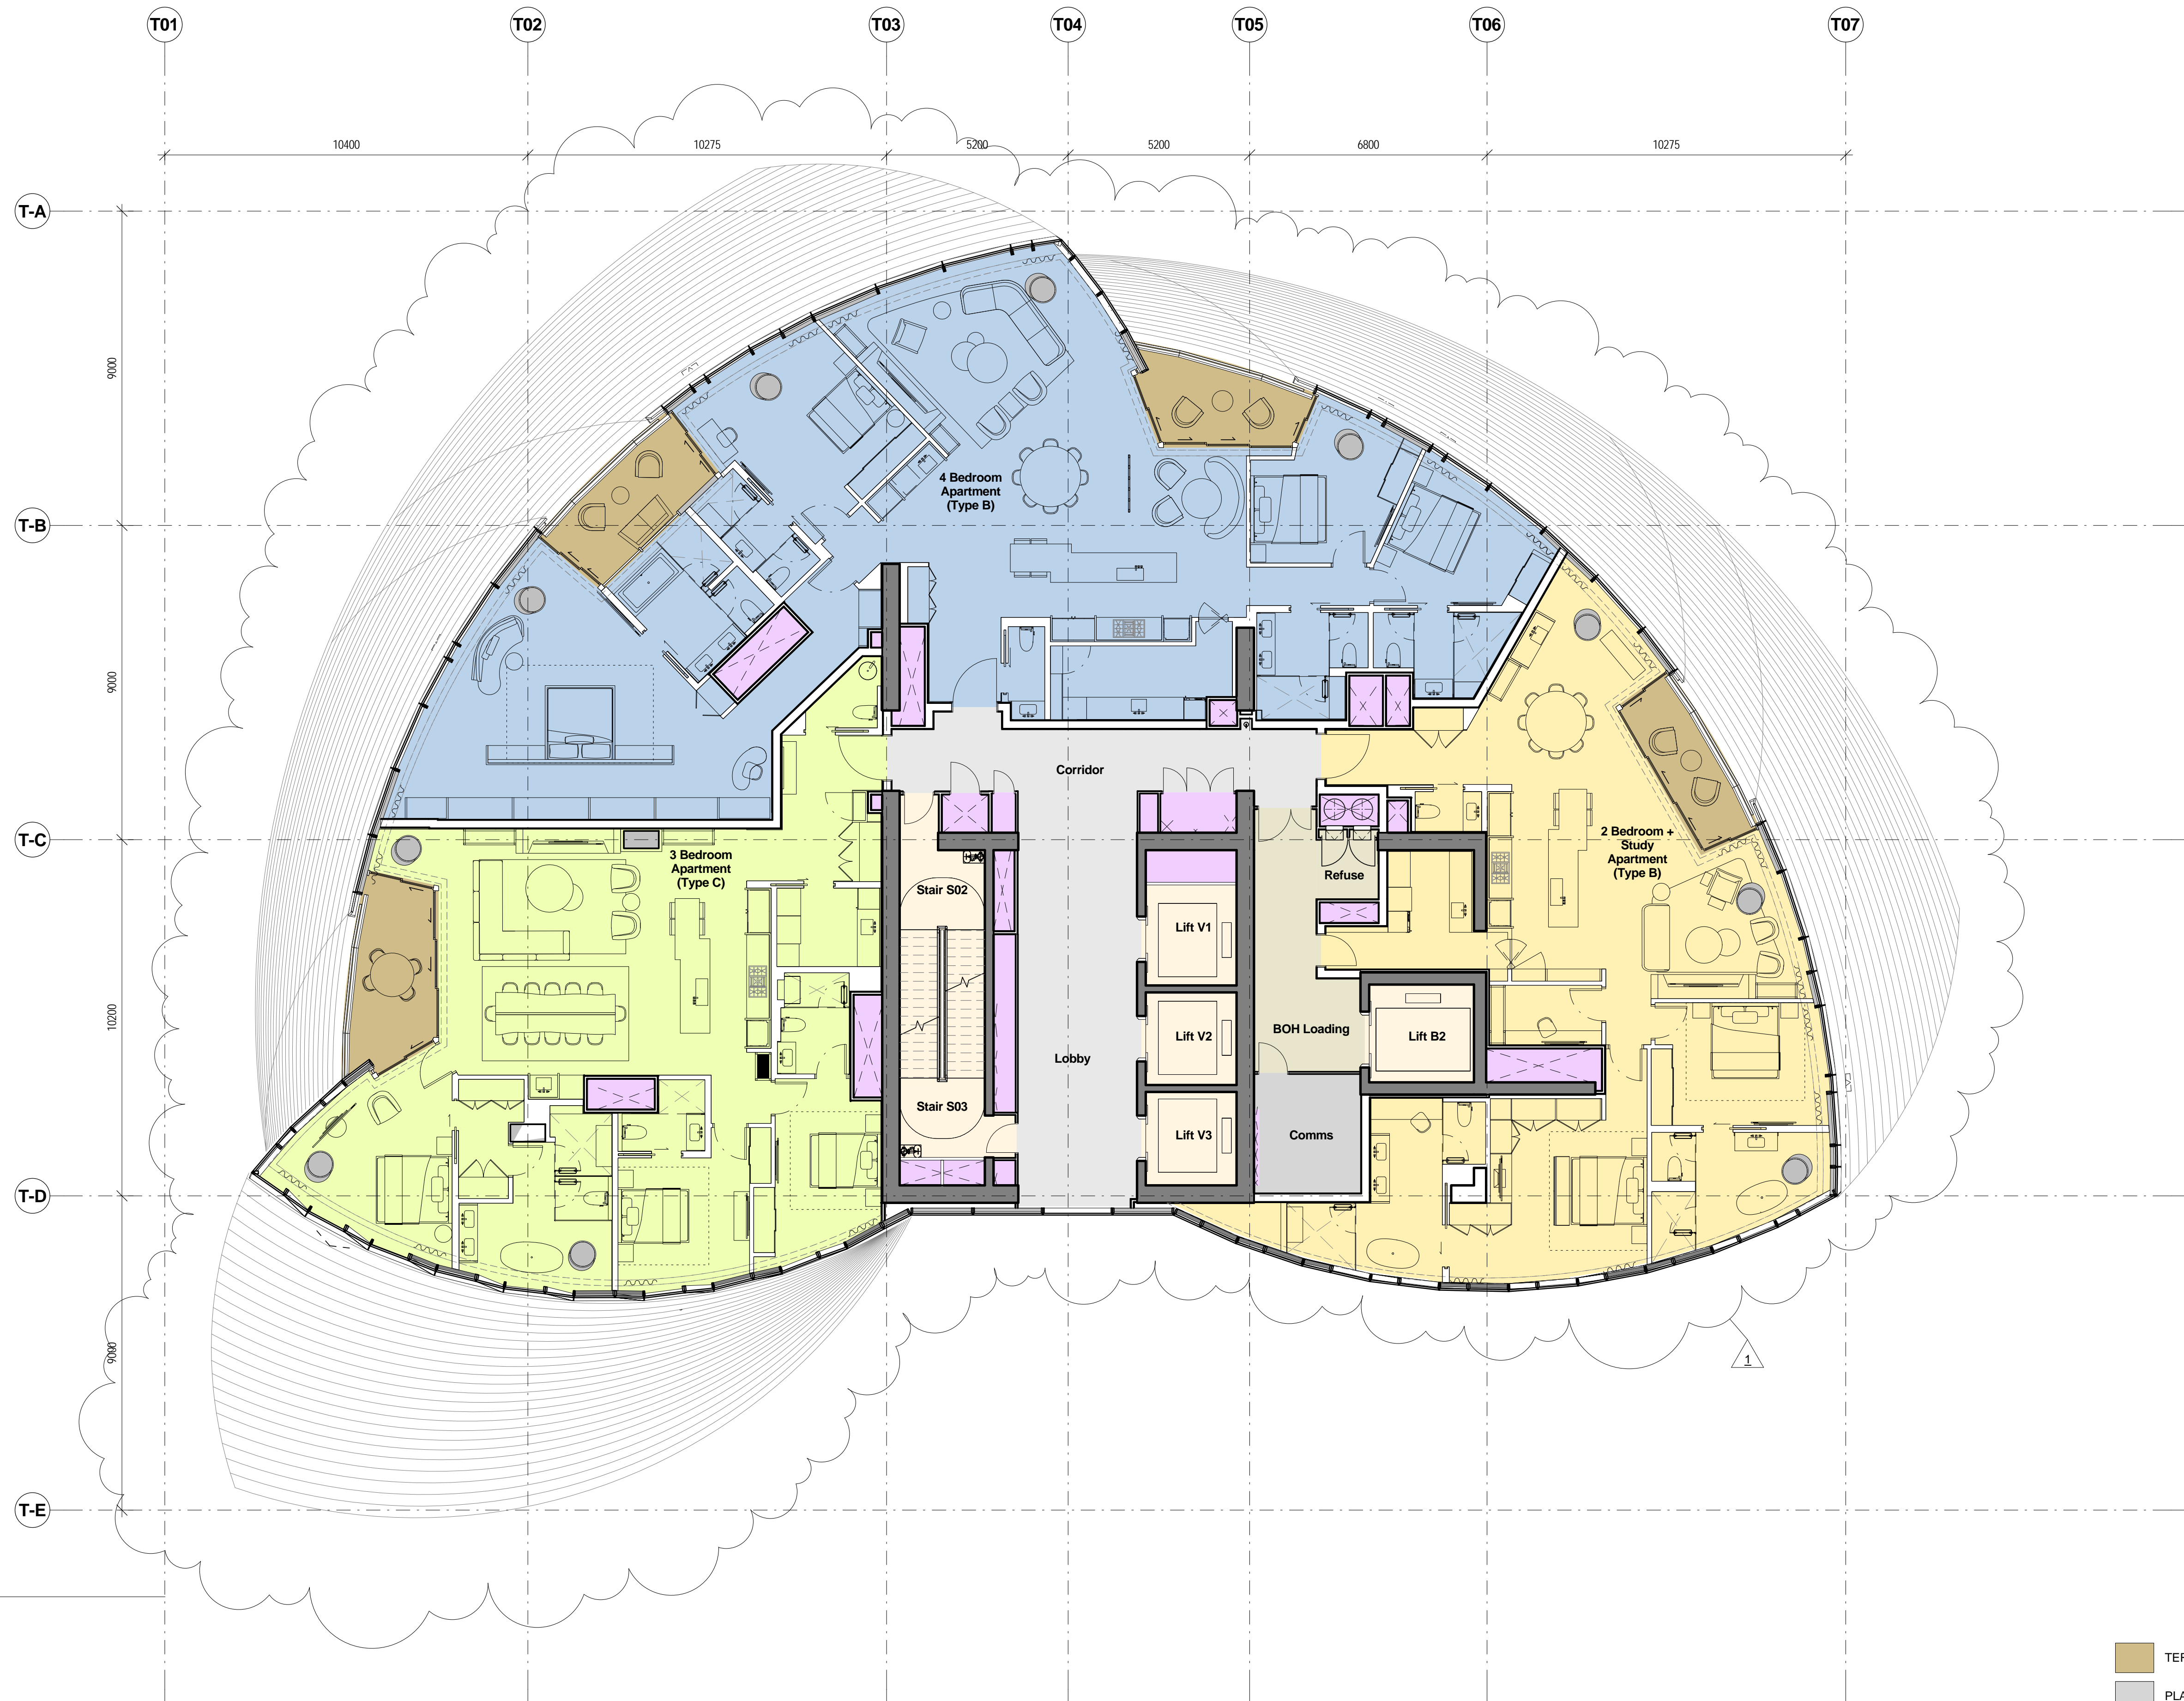 T01
T02
T03
T04
T05
T06
T07
10400
10275
5200
5200
6800
10275
T-A
9000
4 Bedroom
Apartment
(Type B)
T-B
9000
Corridor
T-C
3 Bedroom
Apartment
(Type C)
2 Bedroom +
Study
Apartment
(Type B)
Refuse
Stair S02
Lift V1
10200
BOH Loading
Lift V2
Lift B2
Lobby
Stair S03
Lift V3
Comms
T-D
9090
1
T-E